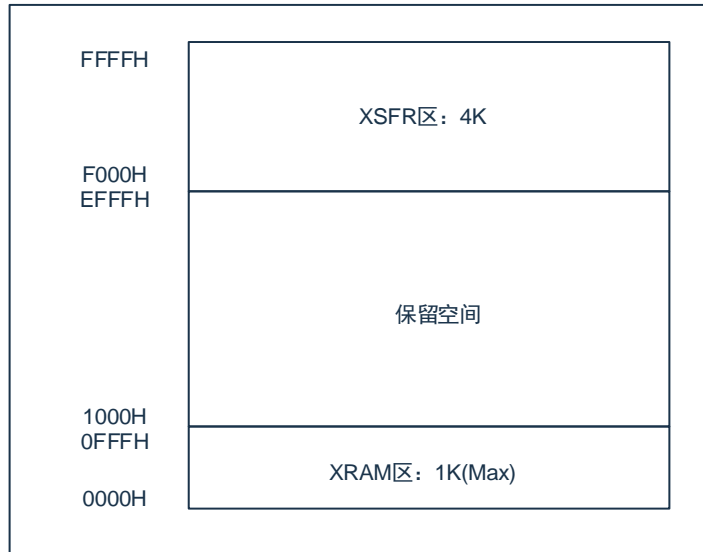 FFFFH
XSFR区：4K
F000H
EFFFH
保留空间
1000H
0FFFH
XRAM区：1K(Max)
0000H